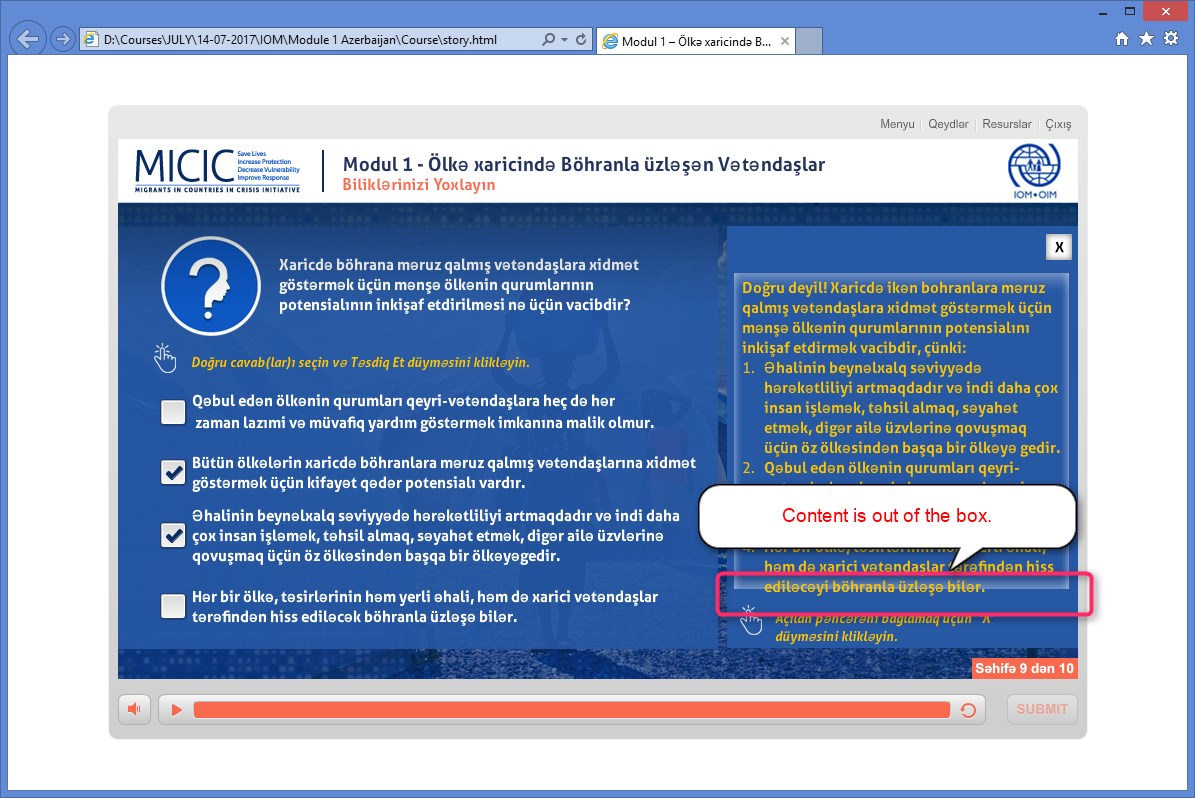 D:\Courses\JULY\14-07-2017\IOM\Module 1 Azerbaijan\Course\story.html
Modul 1 – Ölkə xaricində B...
Menyu
Qeydlər
Resurslar
Çıxış
MICIC
Save Lives
Increase Protection
Decrease Vulnerability
Improve Response
MIGRANTS IN COUNTRIES IN CRISIS INITIATIVE
Modul 1 - Ölkə xaricində Böhranla üzləşən Vətəndaşlar
Biliklərinizi Yoxlayın
IOM•OIM
Xaricdə böhrana məruz qalmış vətəndaşlara xidmət
göstərmək üçün mənşə ölkənin qurumlarının
potensialının inkişaf etdirilməsi nə üçün vacibdir?
Doğru cavab(lar)ı seçin və Təsdiq Et düyməsini klikləyin.
Qəbul edən ölkənin qurumları qeyri-vətəndaşlara heç də hər
zaman lazımi və müvafiq yardım göstərmək imkanına malik olmur.
Bütün ölkələrin xaricdə böhranlara məruz qalmış vətəndaşlarına xidmət
göstərmək üçün kifayət qədər potensialı vardır.
Əhalinin beynəlxalq səviyyədə hərəkətliliyi artmaqdadır və indi daha
çox insan işləmək, təhsil almaq, səyahət etmək, digər ailə üzvlərinə
qovuşmaq üçün öz ölkəsindən başqa bir ölkəyəgedir.
Hər bir ölkə, təsirlərinin həm yerli əhali, həm də xarici vətəndaşlar
tərəfindən hiss ediləcək böhranla üzləşə bilər.
X
Doğru deyil! Xaricdə ikən bohranlara məruz
qalmış vətəndaşlara xidmət göstərmək üçün
mənşə ölkənin qurumlarının potensialını
inkişaf etdirmək vacibdir, çünki:
1. Əhalinin beynəlxalq səviyyədə
hərəkətliliyi artmaqdadır və indi daha çox
insan işləmək, təhsil almaq, səyahət
etmək, digər ailə üzvlərinə qovuşmaq
üçün öz ölkəsindən başqa bir ölkəyə gedir.
2. Qəbul edən ölkənin qurumları qeyri-
Content is out of the box.
4. Hər bir ölkə, təsirlərinin
həm də xarici vətəndaşlar tərəfindən hiss
ediləcəyi böhranla üzləşə bilər.
Açılan pəncərəni bağlamaq üçün "X"
düyməsini klikləyin.
Səhifə 9 dən 10
SUBMIT